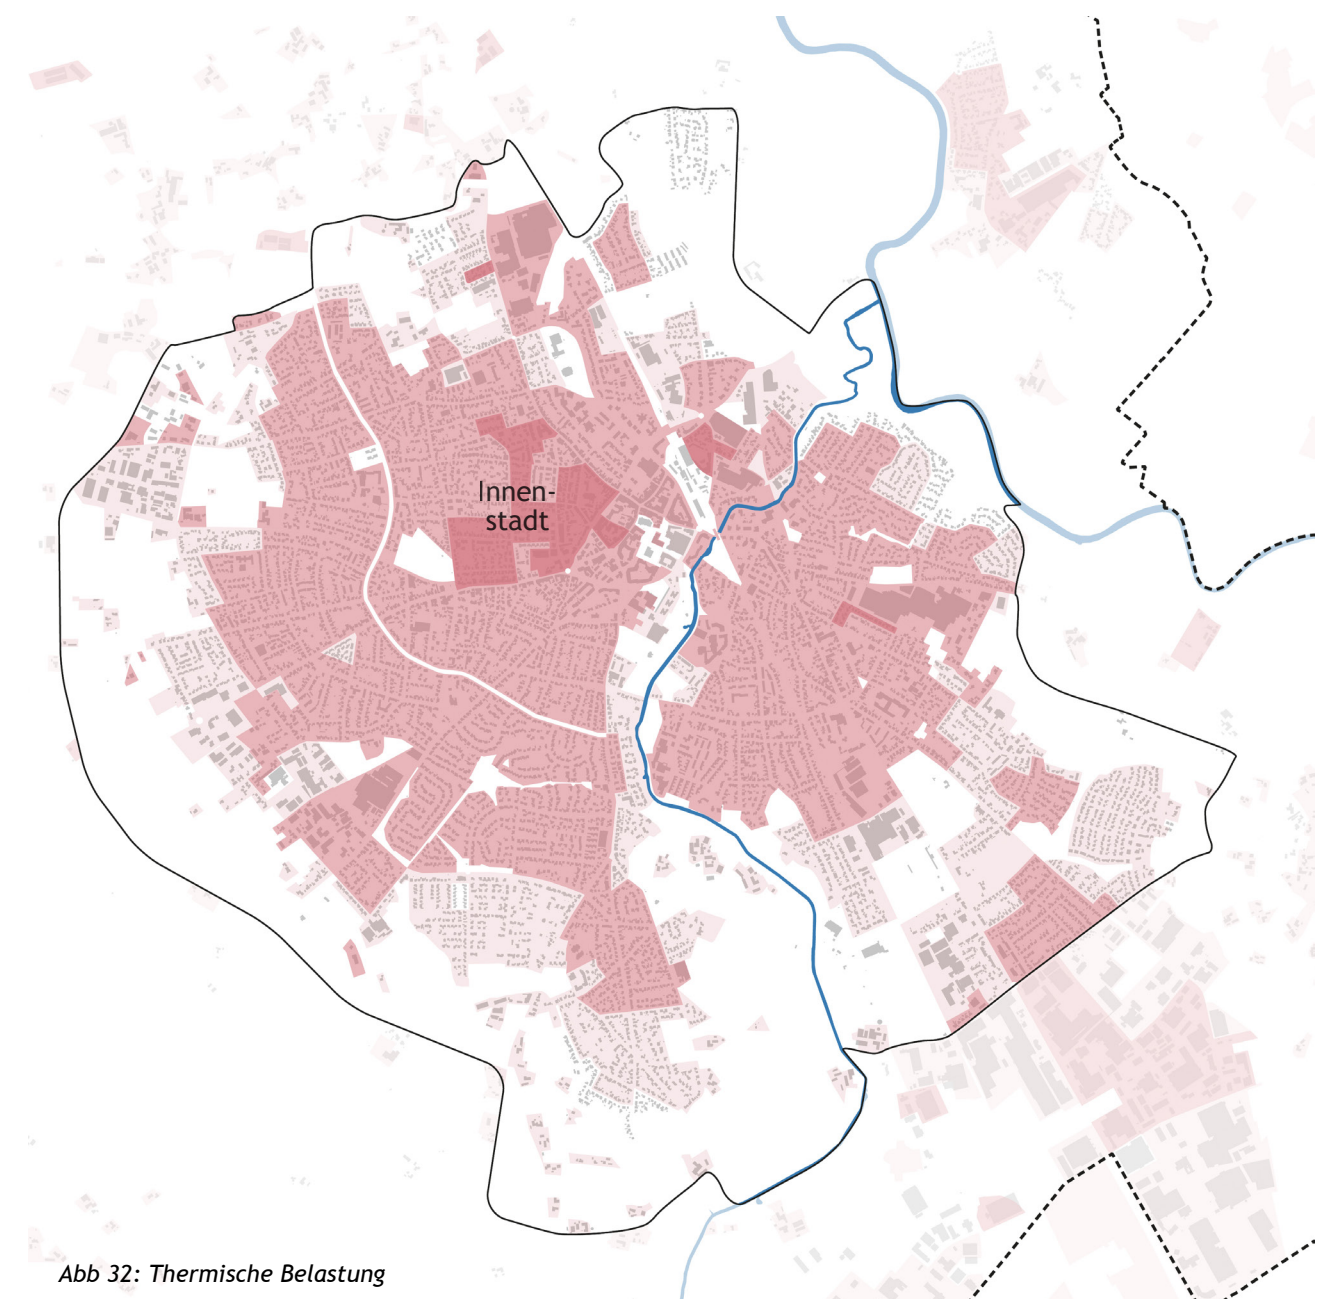 Innen-
stadt
Abb 32: Thermische Belastung